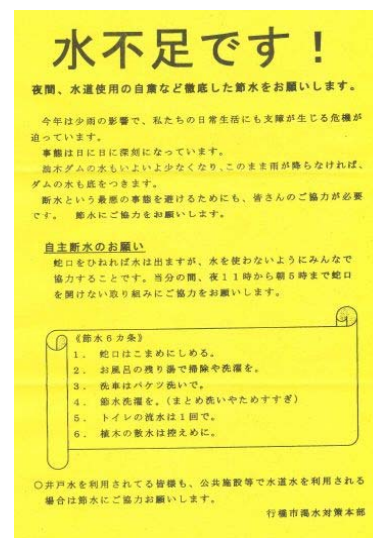 水不足です！
夜間、水道使用の自粛など徹底した節水をお願いします。
今年は少雨の影響で、私たちの日常生活にも支障が生じる危機が
迫っています。
事態は日に日に深刻になっています。
油木ダムの水もいよいよ少なくなり、このまま雨が降らなければ、
ダムの水も底をつきます。
断水という最悪の事態を避けるためにも、皆さんのご協力が必要
です。 節水にご協力をお願いします。
自主断水のお願い
蛇口をひねれば水は出ますが、水を使わないようにみんなで
協力することです。当分の間、夜１１時から朝５時まで蛇口
を開けない取り組みにご協力をお願いします。
《節水６カ条》
１． 蛇口はこまめにしめる。
２． お風呂の残り湯で掃除や洗濯を。
３． 洗車はバケツ洗いで。
４． 節水洗濯を。（まとめ洗いやためすすぎ）
５． トイレの流水は１回で。
６． 植木の散水は控えめに。
○井戸水を利用されてる皆様も、公共施設等で水道水を利用される
場合は節水にご協力お願いします。
行橋市渇水対策本部